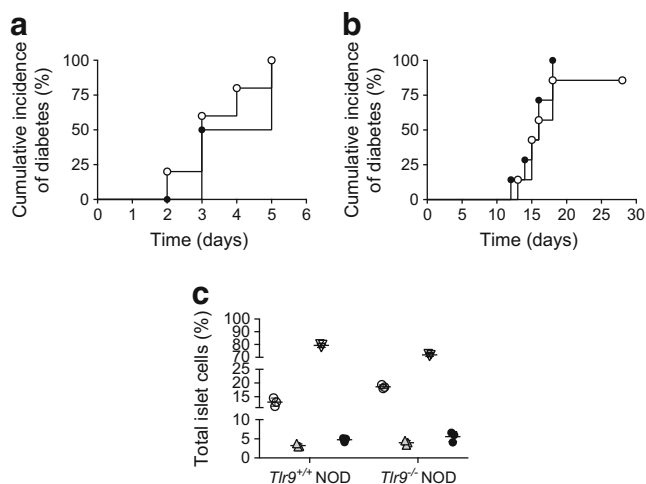 a
Cumulative incidence
of diabetes (%)
100
75
50
25
0
0 1 2 3 4 5 6
Time (days)
b
Cumulative incidence
of diabetes (%)
100
75
50
25
0
0 5 10 15 20 25 30
Time (days)
c
Total islet cells (%)
100
90
80
70
25
20
15
10
10
5
0
Tlr9+/+ NOD Tlr9-/- NOD